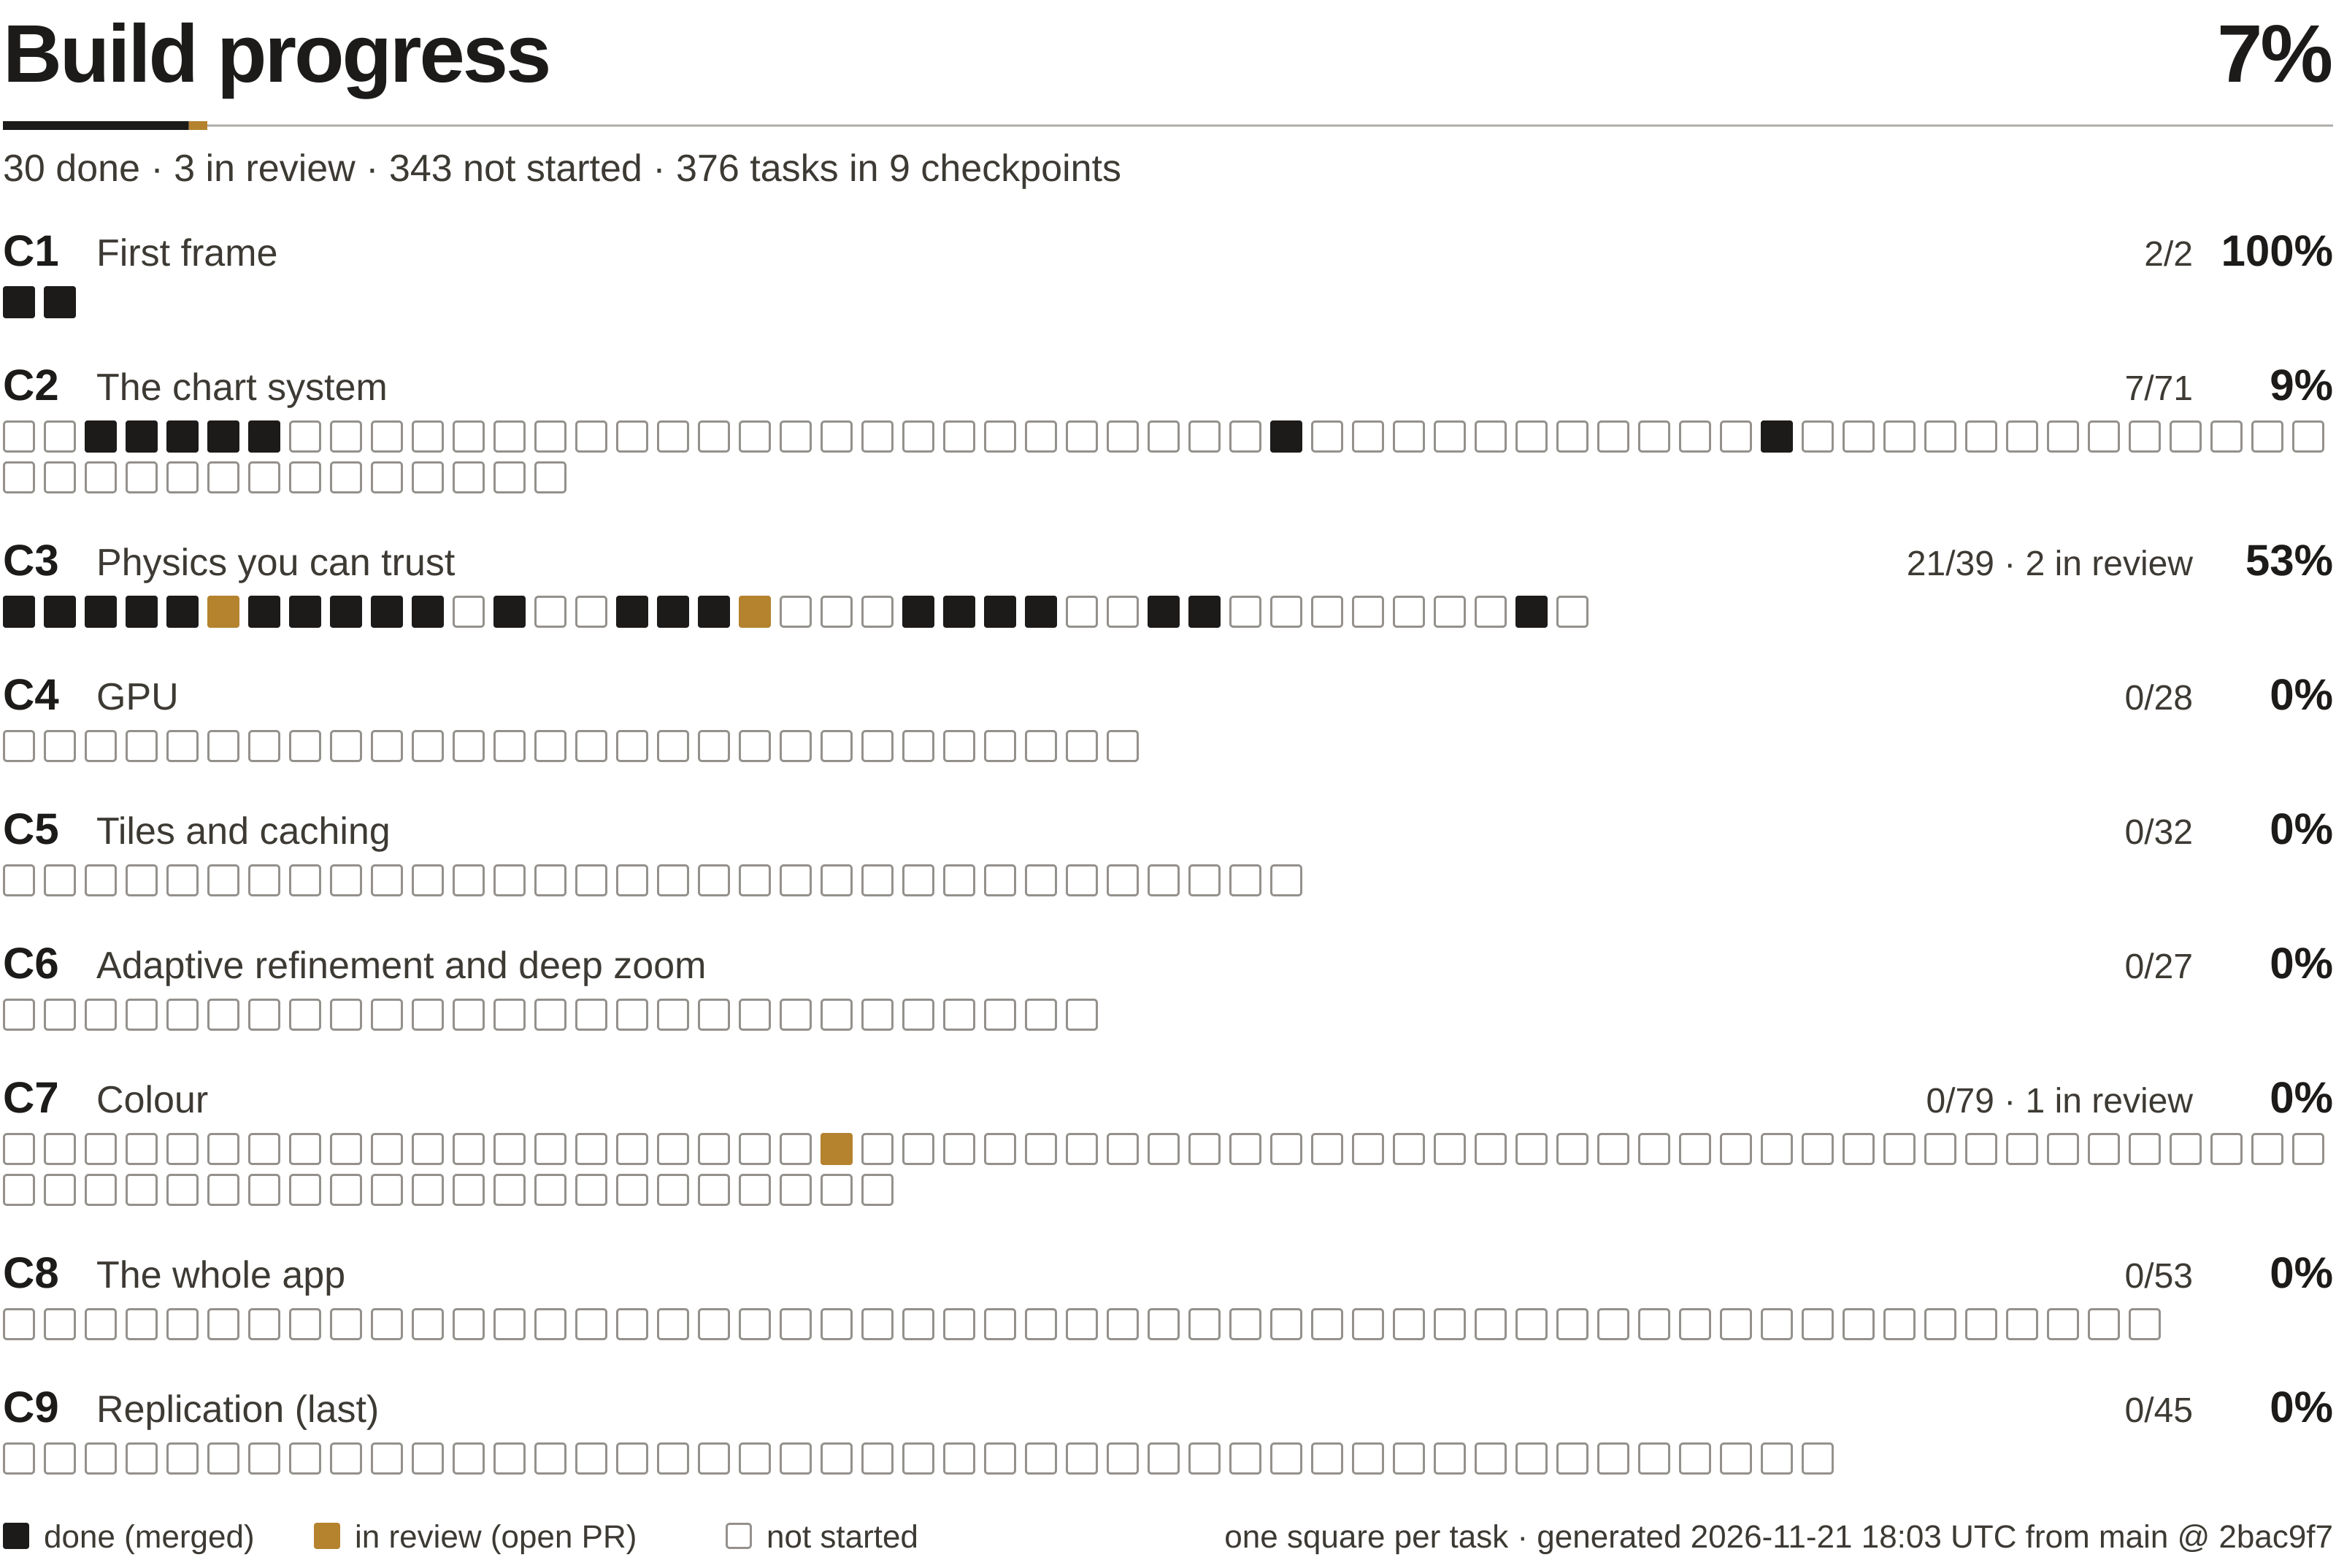 Build progress 7%
30 done · 3 in review · 343 not started · 376 tasks in 9 checkpoints
C1 First frame 2/2 100%
C2 The chart system 7/71 9%
C3 Physics you can trust 21/39 · 2 in review 53%
C4 GPU 0/28 0%
C5 Tiles and caching 0/32 0%
C6 Adaptive refinement and deep zoom 0/27 0%
C7 Colour 0/79 · 1 in review 0%
C8 The whole app 0/53 0%
C9 Replication (last) 0/45 0%
done (merged) in review (open PR) not started one square per task · generated 2026-11-21 18:03 UTC from main @ 2bac9f7